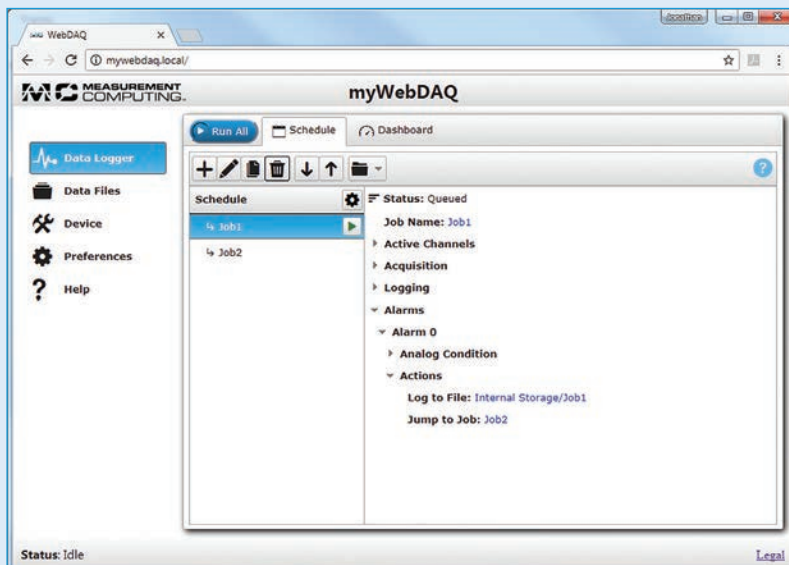 Jonathan
WebDAQ
mywebdaq.local/
MEASUREMENT
COMPUTING.
myWebDAQ
Run All
Schedule
Dashboard
Data Logger
Data Files
Device
Preferences
? Help
?
Schedule
Job1
Job2
Status: Queued
Job Name: Job1
Active Channels
Acquisition
Logging
Alarms
Alarm 0
Analog Condition
Actions
Log to File: Internal Storage/Job1
Jump to Job: Job2
Status: Idle
Legal